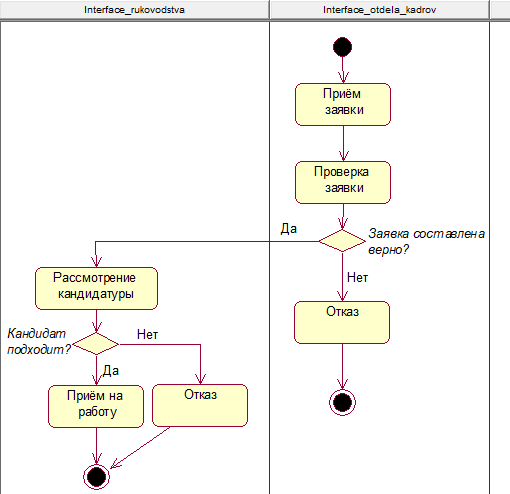 Interface_rukovodstva
Interface_otdela_kadrov
Приём
заявки
Проверка
заявки
Да
Заявка составлена
верно?
Нет
Рассмотрение
кандидатуры
Отказ
Кандидат
подходит?
Нет
Да
Приём на
работу
Отказ